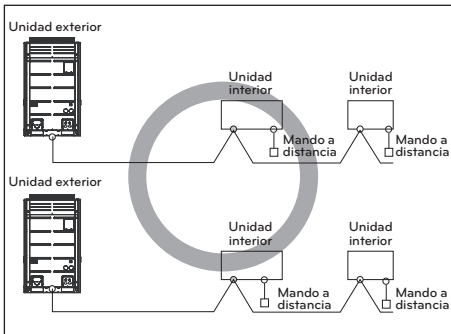 Unidad exterior
Unidad
interior
Unidad
interior
Mando a
distancia
Mando a
distancia
Unidad exterior
Unidad
interior
Unidad
interior
Mando a
distancia
Mando a
distancia